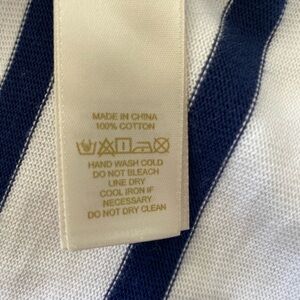 MADE IN CHINA
100% COTTON
HAND WASH COLD
DO NOT BLEACH
LINE DRY
COOL IRON IF
NECESSARY
DO NOT DRY CLEAN